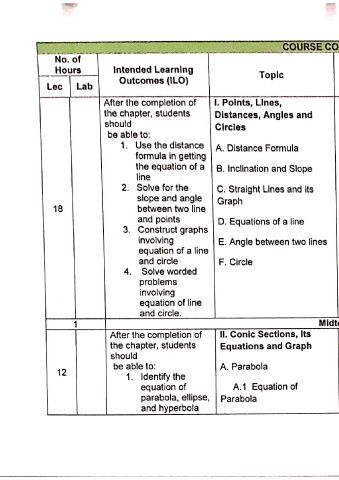 COURSE CO
No. of
Hours
Lec
Lab
Intended Learning
Outcomes (ILO)
Topic
18
After the completion of
the chapter, students
should
be able to:
1. Use the distance
formula in getting
the equation of a
line
2. Solve for the
slope and angle
between two line
and points
3. Construct graphs
involving
equation of a line
and circle
4. Solve worded
problems
involving
equation of line
and circle.
I. Points, Lines,
Distances, Angles and
Circles
A. Distance Formula
B. Inclination and Slope
C. Straight Lines and its
Graph
D. Equations of a line
E. Angle between two lines
F. Circle
1
Midt
12
After the completion of
the chapter, students
should
be able to:
1. Identify the
equation of
parabola, ellipse,
and hyperbola
II. Conic Sections, Its
Equations and Graph
A. Parabola
A.1 Equation of
Parabola